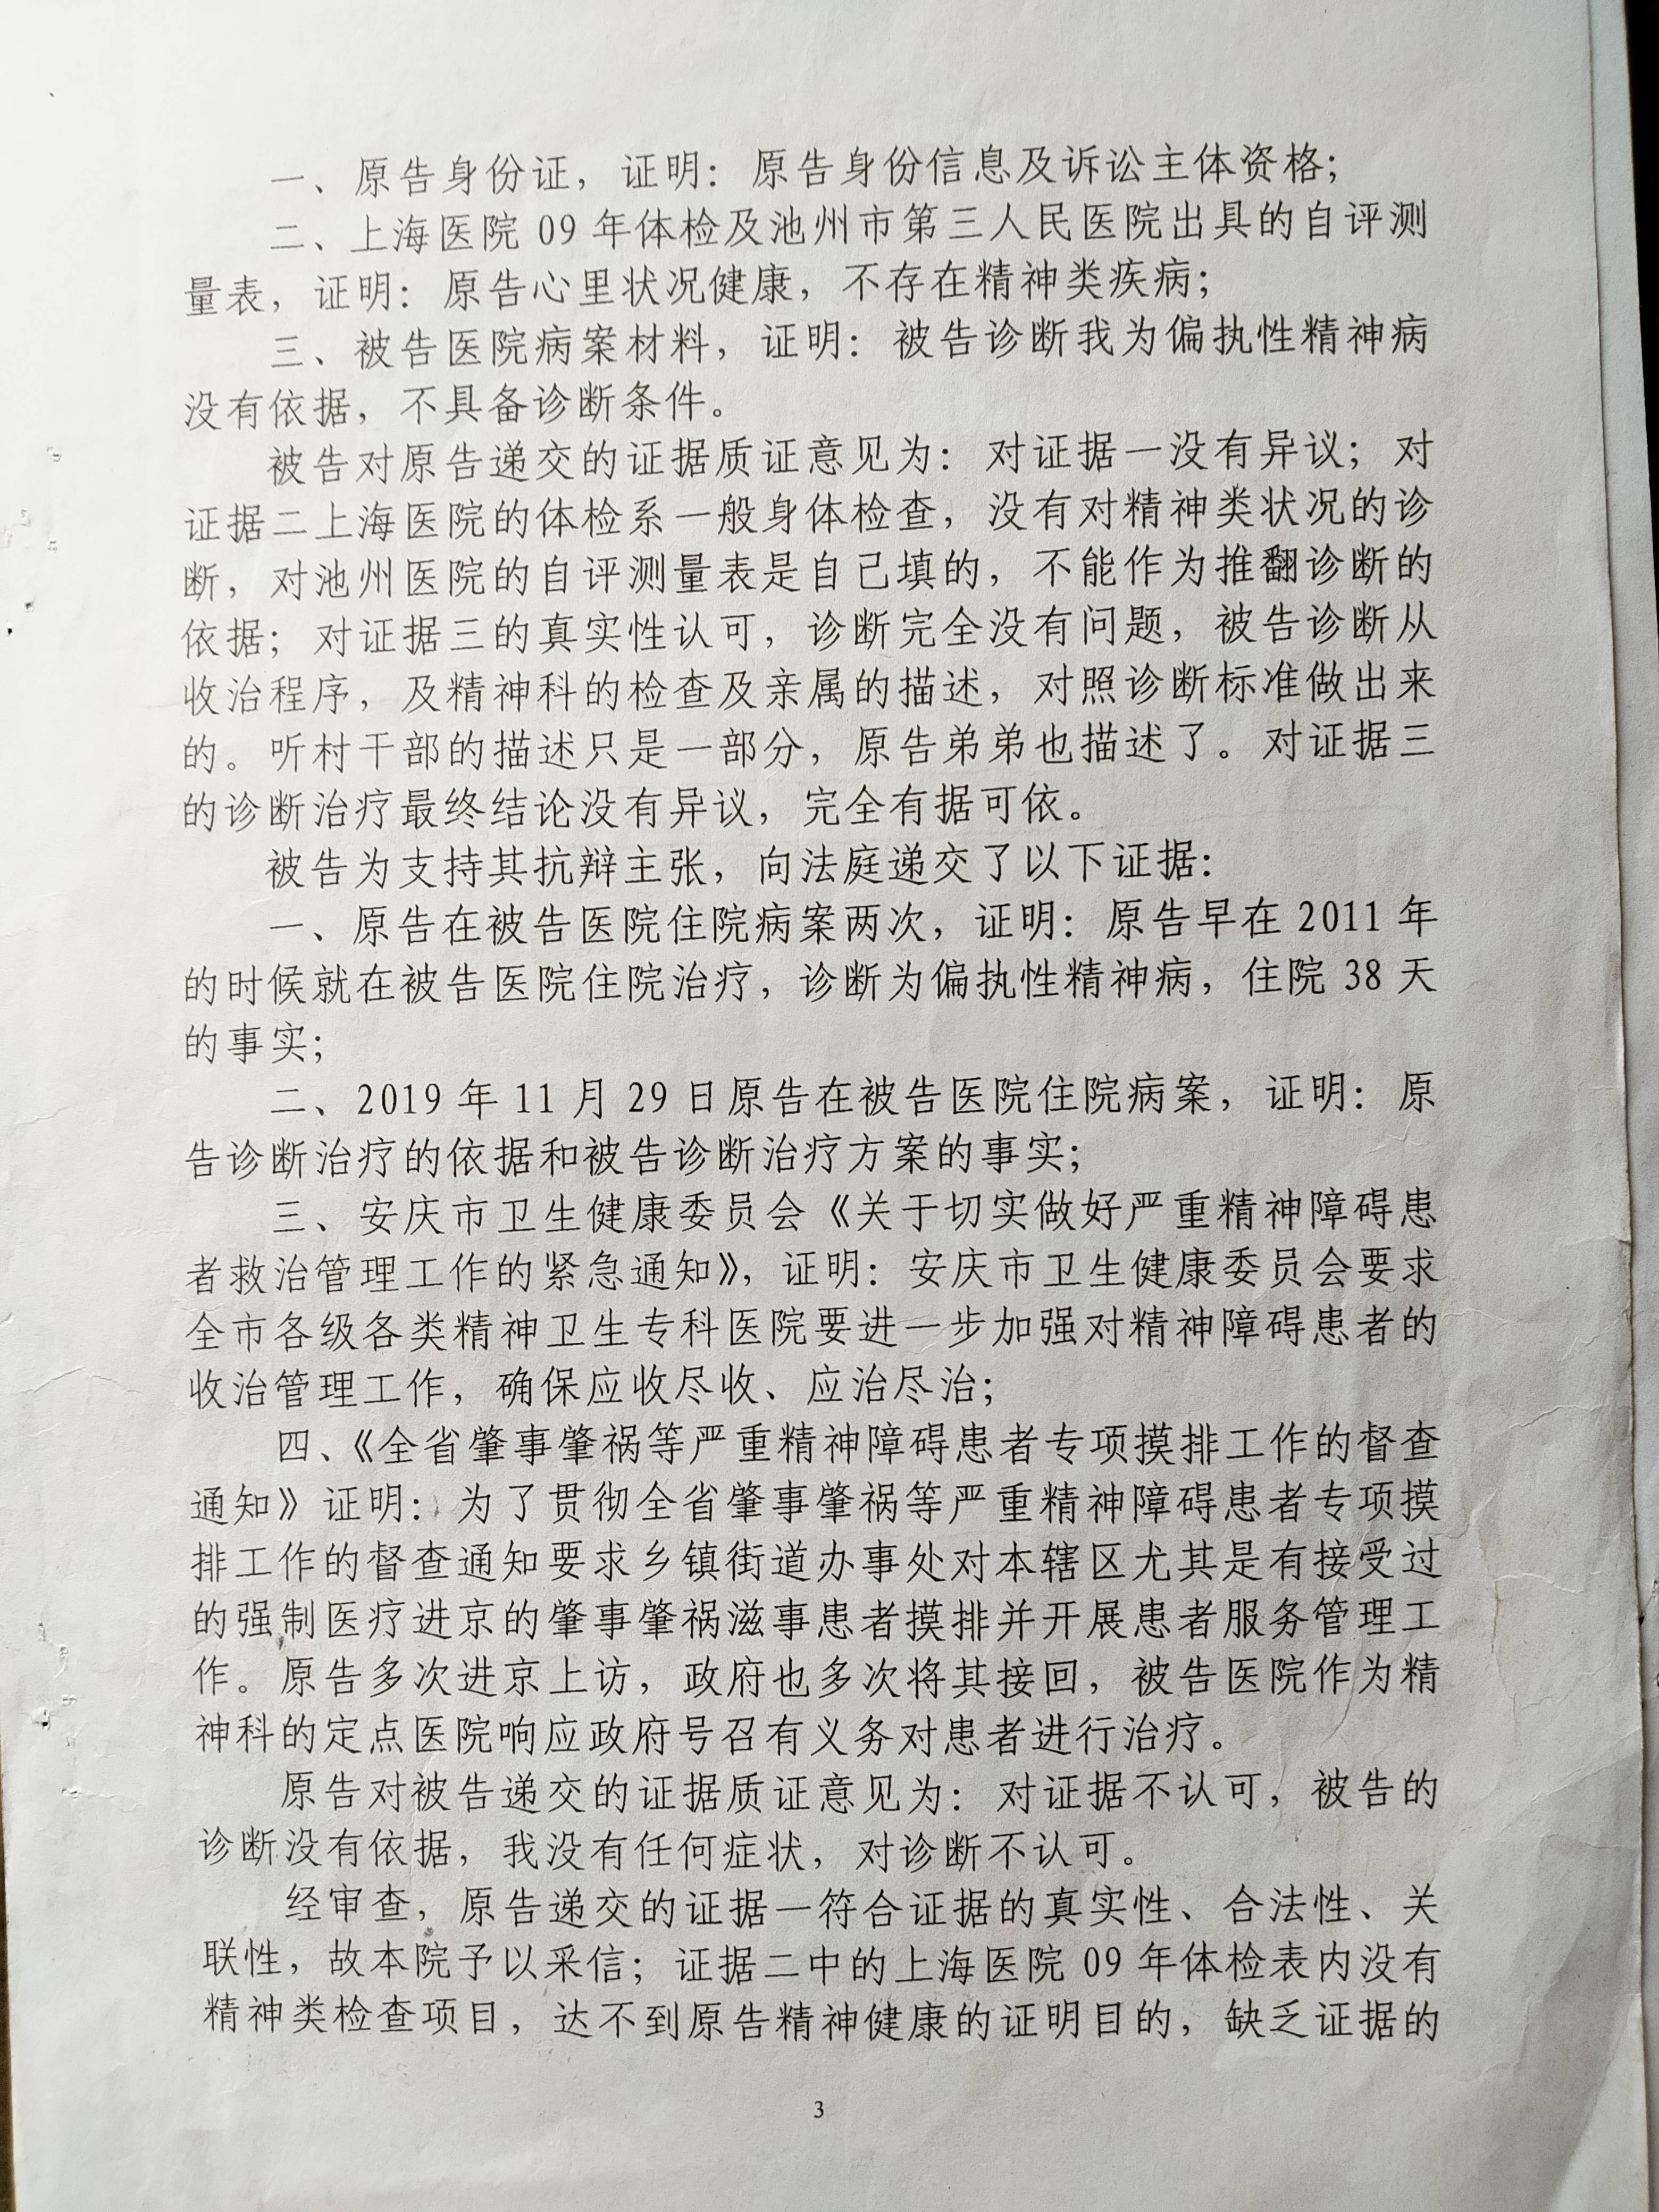 一、原告身份证，证明：原告身份信息及诉讼主体资格；
二、上海医院 09 年体检及池州市第三人民医院出具的自评测
量表，证明：原告心里状况健康，不存在精神类疾病；
三、被告医院病案材料，证明：被告诊断我为偏执性精神病
没有依据，不具备诊断条件。
被告对原告递交的证据质证意见为：对证据一没有异议；对
证据二上海医院的体检系一般身体检查，没有对精神类状况的诊
断，对池州医院的自评测量表是自己填的，不能作为推翻诊断的
依据；对证据三的真实性认可，诊断完全没有问题，被告诊断从
收治程序，及精神科的检查及亲属的描述，对照诊断标准做出来
的。听村干部的描述只是一部分，原告弟弟也描述了。对证据三
的诊断治疗最终结论没有异议，完全有据可依。
被告为支持其抗辩主张，向法庭递交了以下证据：
一、原告在被告医院住院病案两次，证明：原告早在 2011 年
的时候就在被告医院住院治疗，诊断为偏执性精神病，住院 38 天
的事实；
二、2019 年 11 月 29 日原告在被告医院住院病案，证明：原
告诊断治疗的依据和被告诊断治疗方案的事实；
三、安庆市卫生健康委员会《关于切实做好严重精神障碍患
者救治管理工作的紧急通知》，证明：安庆市卫生健康委员会要求
全市各级各类精神卫生专科医院要进一步加强对精神障碍患者的
收治管理工作，确保应收尽收、应治尽治；
四、《全省肇事肇祸等严重精神障碍患者专项摸排工作的督查
通知》证明：为了贯彻全省肇事肇祸等严重精神障碍患者专项摸
排工作的督查通知要求乡镇街道办事处对本辖区尤其是有接受过
的强制医疗进京的肇事肇祸滋事患者摸排并开展患者服务管理工
作。原告多次进京上访，政府也多次将其接回，被告医院作为精
神科的定点医院响应政府号召有义务对患者进行治疗。
原告对被告递交的证据质证意见为：对证据不认可，被告的
诊断没有依据，我没有任何症状，对诊断不认可。
经审查，原告递交的证据一符合证据的真实性、合法性、关
联性，故本院予以采信；证据二中的上海医院 09 年体检表内没有
精神类检查项目，达不到原告精神健康的证明目的，缺乏证据的
3